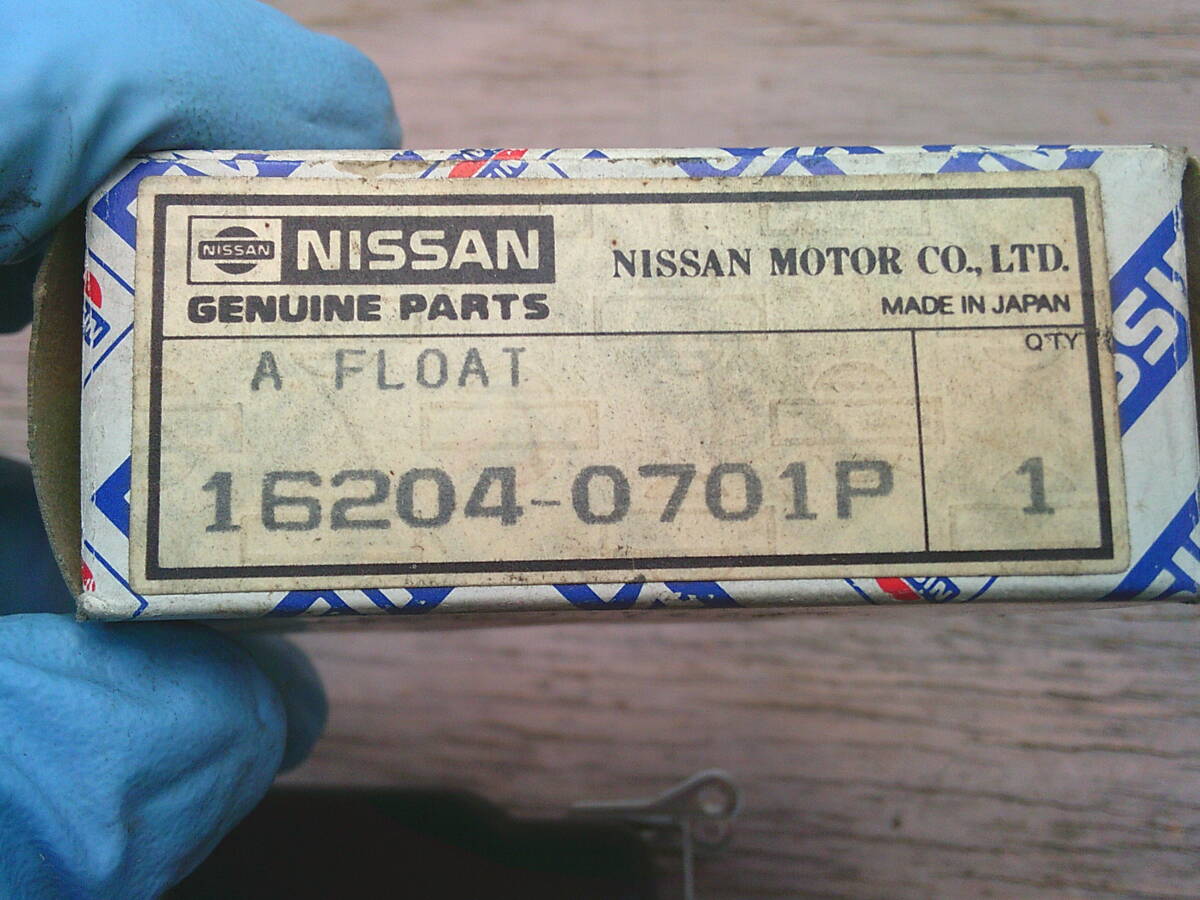 NISSAN NISSAN
GENUINE PARTS
NISSAN MOTOR CO., LTD.
MADE IN JAPAN
A FLOAT
Q'TY
16204-0701P
1